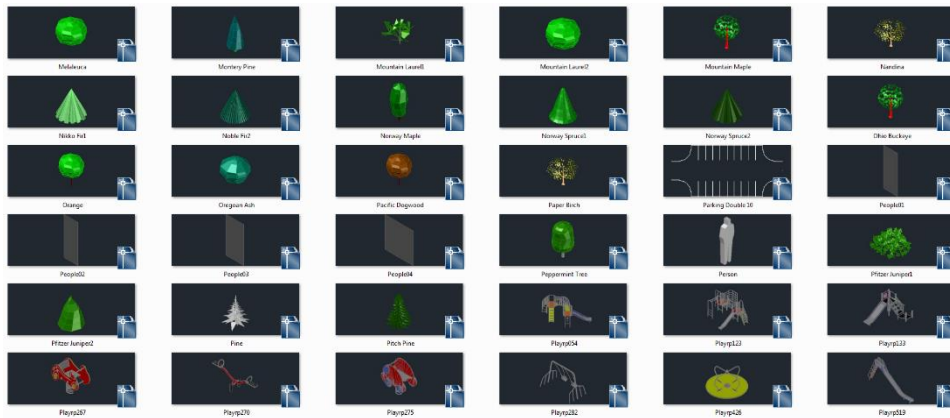 Melaleuca
Montery Pine
Mountain Laurel1
Mountain Laurel2
Mountain Maple
Nandina
Nikko Fir1
Noble Fir2
Norway Maple
Norway Spruce1
Norway Spruce2
Ohio Buckeye
Orange
Oregnan Ash
Pacific Dogwood
Paper Birch
Parking Double 10
People01
People02
People03
People04
Peppermint Tree
Person
Pfitzer Juniper1
Pfitzer Juniper2
Pine
Pitch Pine
Playrp054
Playrp123
Playrp133
Playrp267
Playrp270
Playrp275
Playrp282
Playrp426
Playrp519